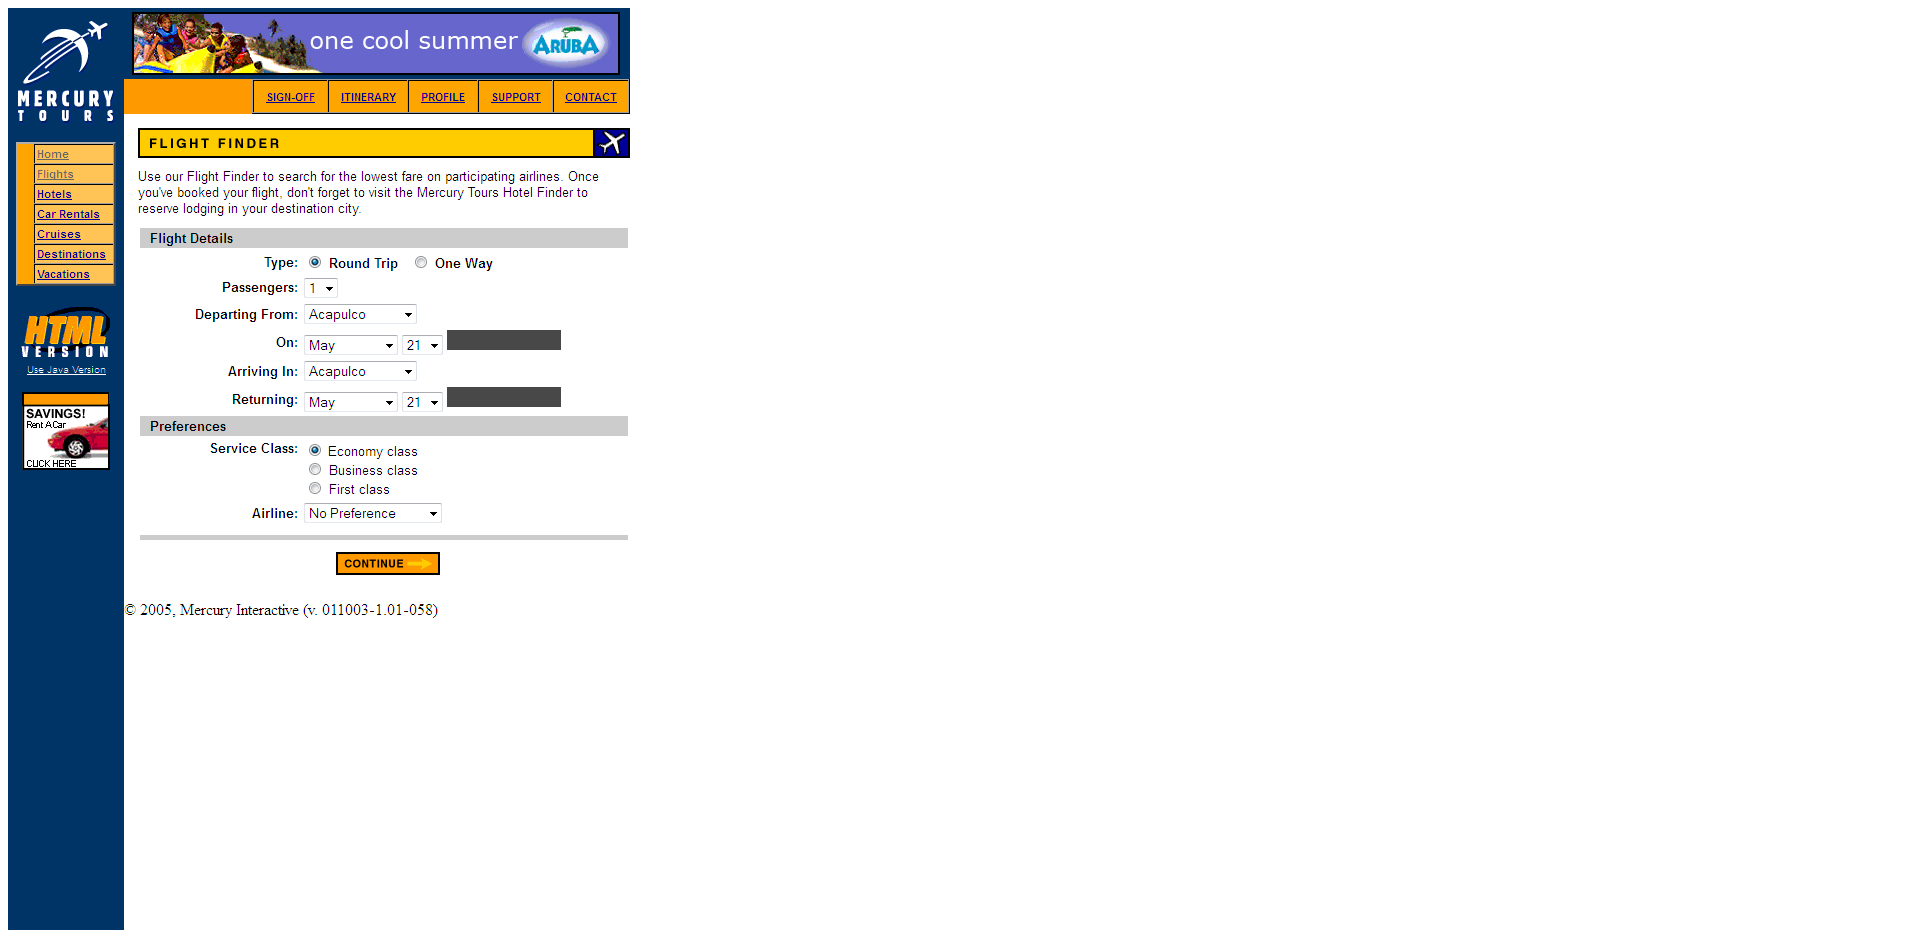 one cool summer ARUBA
MERCURY
TOURS
SIGN-OFF ITINERARY PROFILE SUPPORT CONTACT
FLIGHT FINDER
Home
Flights
Hotels
Car Rentals
Cruises
Destinations
Vacations
HTML
VERSION
Use Java Version
SAVINGS!
Rent A Car
CLICK HERE
Use our Flight Finder to search for the lowest fare on participating airlines. Once
you've booked your flight, don't forget to visit the Mercury Tours Hotel Finder to
reserve lodging in your destination city.
Flight Details
Type: Round Trip One Way
Passengers: 1
Departing From: Acapulco
On: May 21
Arriving In: Acapulco
Returning: May 21
Preferences
Service Class: Economy class
Business class
First class
Airline: No Preference
CONTINUE
© 2005, Mercury Interactive (v. 011003-1.01-058)